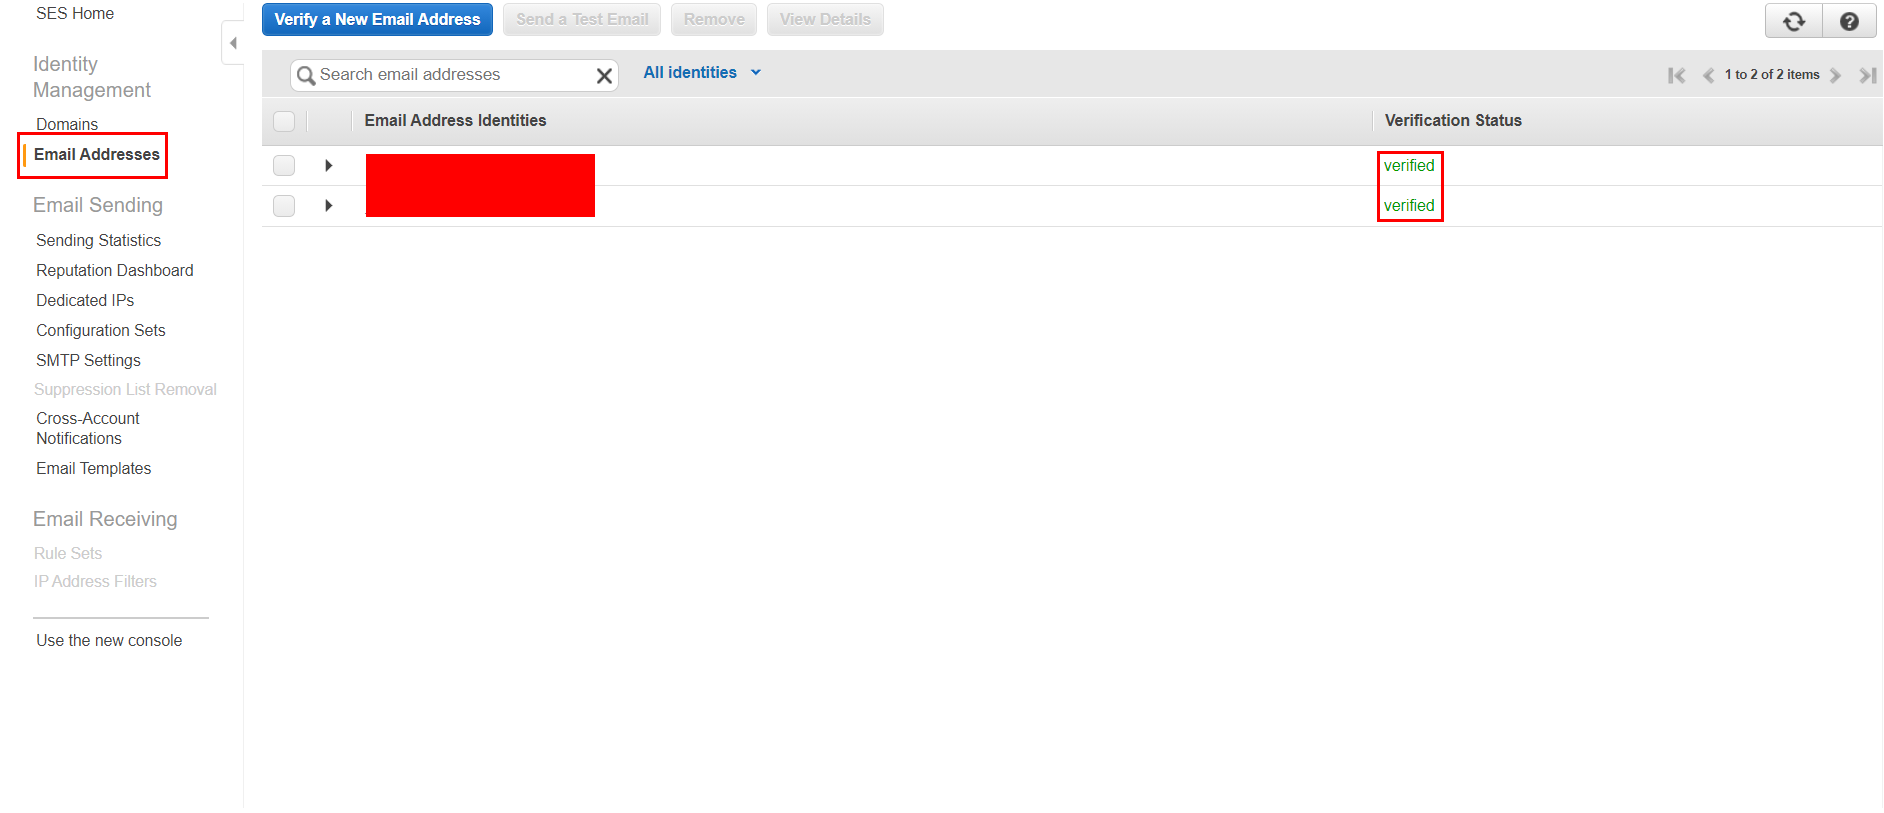 SES Home
Identity
Management
Domains
Email Addresses
Email Sending
Sending Statistics
Reputation Dashboard
Dedicated IPs
Configuration Sets
SMTP Settings
Suppression List Removal
Cross-Account
Notifications
Email Templates
Email Receiving
Rule Sets
IP Address Filters
Use the new console
Verify a New Email Address Send a Test Email Remove View Details
Search email addresses All identities 1 to 2 of 2 items
Email Address Identities Verification Status
verified
verified